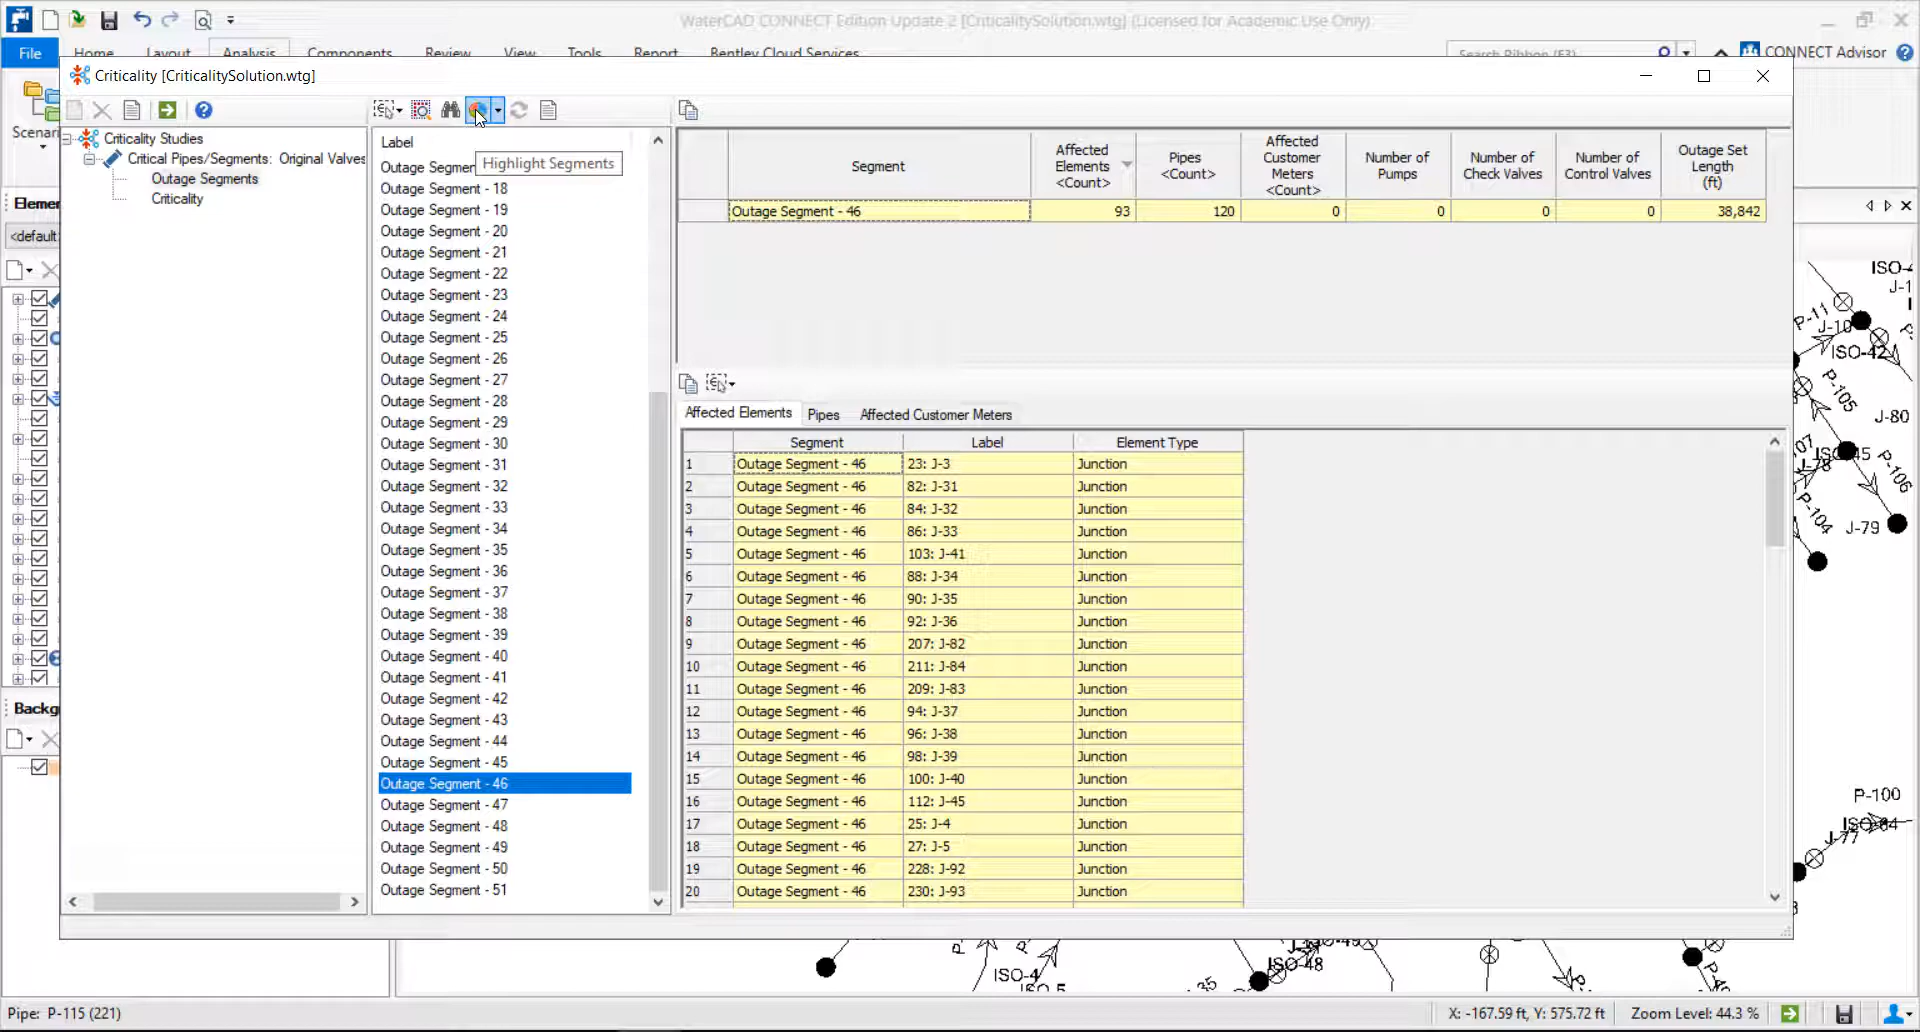 WaterCAD CONNECT Edition Update 2 [CriticalitySolution.wtg] (Licensed for Academic Use Only)
File Home Layout Analysis Components Review View Tools Report Bentley Cloud Services
Search Ribbon (F3)
CONNECT Advisor
Criticality [CriticalitySolution.wtg]
Scenari
Elemen
<default
Backg
Criticality Studies
Critical Pipes/Segments: Original Valves
Outage Segments
Criticality
Label
Outage Segmen
Highlight Segments
Outage Segment - 18
Outage Segment - 19
Outage Segment - 20
Outage Segment - 21
Outage Segment - 22
Outage Segment - 23
Outage Segment - 24
Outage Segment - 25
Outage Segment - 26
Outage Segment - 27
Outage Segment - 28
Outage Segment - 29
Outage Segment - 30
Outage Segment - 31
Outage Segment - 32
Outage Segment - 33
Outage Segment - 34
Outage Segment - 35
Outage Segment - 36
Outage Segment - 37
Outage Segment - 38
Outage Segment - 39
Outage Segment - 40
Outage Segment - 41
Outage Segment - 42
Outage Segment - 43
Outage Segment - 44
Outage Segment - 45
Outage Segment - 46
Outage Segment - 47
Outage Segment - 48
Outage Segment - 49
Outage Segment - 50
Outage Segment - 51
Segment
Affected Elements <Count>
Pipes <Count>
Affected Customer Meters <Count>
Number of Pumps
Number of Check Valves
Number of Control Valves
Outage Set Length (ft)
Outage Segment - 46 93 120 0 0 0 0 38,842
Affected Elements Pipes Affected Customer Meters
Segment Label Element Type
1 Outage Segment - 46 23: J-3 Junction
2 Outage Segment - 46 82: J-31 Junction
3 Outage Segment - 46 84: J-32 Junction
4 Outage Segment - 46 86: J-33 Junction
5 Outage Segment - 46 103: J-41 Junction
6 Outage Segment - 46 88: J-34 Junction
7 Outage Segment - 46 90: J-35 Junction
8 Outage Segment - 46 92: J-36 Junction
9 Outage Segment - 46 207: J-82 Junction
10 Outage Segment - 46 211: J-84 Junction
11 Outage Segment - 46 209: J-83 Junction
12 Outage Segment - 46 94: J-37 Junction
13 Outage Segment - 46 96: J-38 Junction
14 Outage Segment - 46 98: J-39 Junction
15 Outage Segment - 46 100: J-40 Junction
16 Outage Segment - 46 112: J-45 Junction
17 Outage Segment - 46 25: J-4 Junction
18 Outage Segment - 46 27: J-5 Junction
19 Outage Segment - 46 228: J-92 Junction
20 Outage Segment - 46 230: J-93 Junction
ISO-4
J-1
P-11
J-10
ISO-42
P-105
J-80
J-78
P-106
P-104
J-79
P-100
ISO-84
J-77
ISO-4
ISO-48
Pipe: P-115 (221)
X: -167.59 ft, Y: 575.72 ft
Zoom Level: 44.3 %